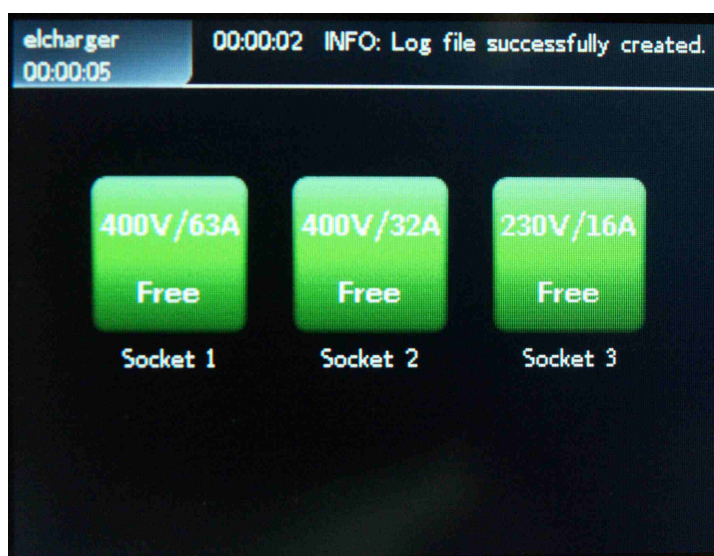 elcharger
00:00:05
00:00:02 INFO: Log file successfully created.
400V/63A
Free
Socket 1
400V/32A
Free
Socket 2
230V/16A
Free
Socket 3